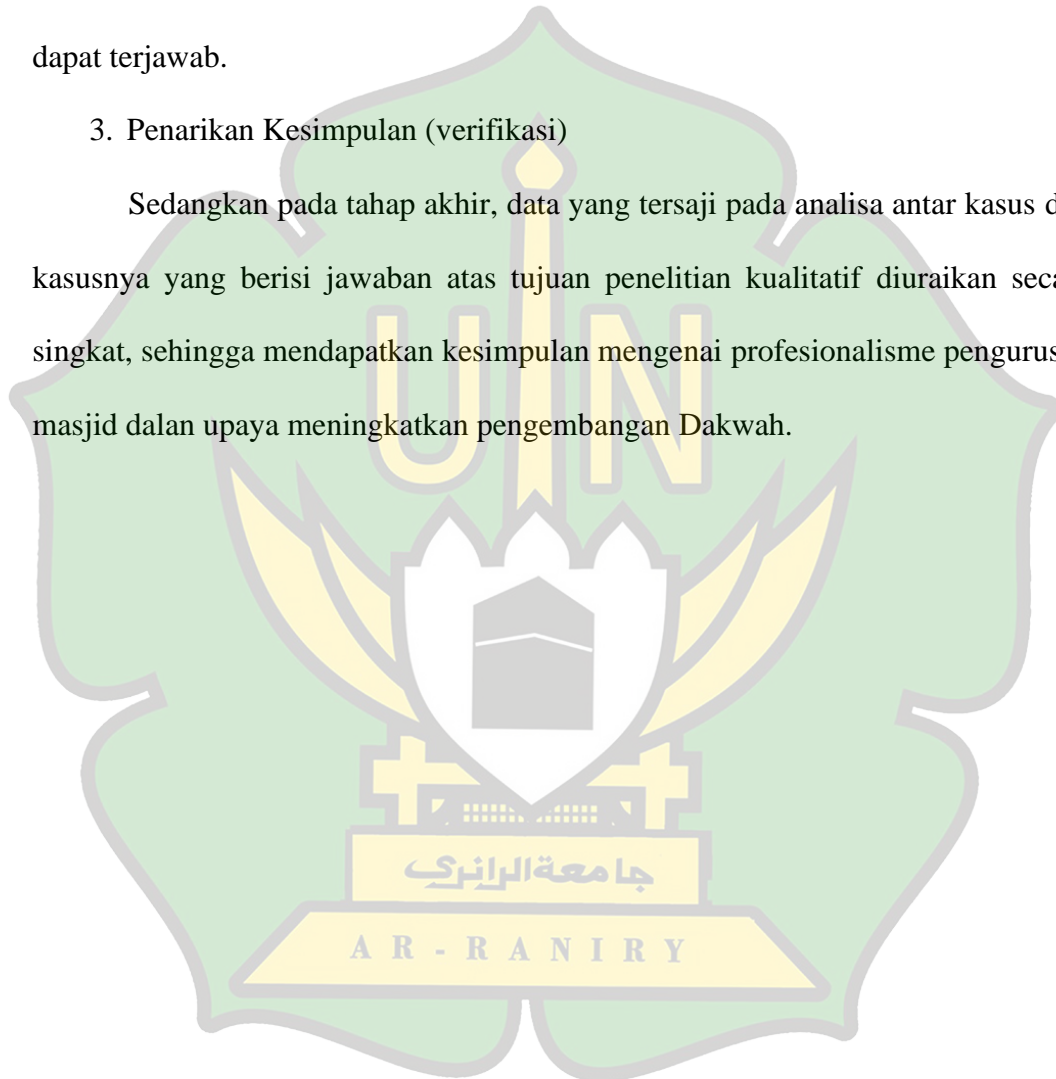 dapat terjawab.
3. Penarikan Kesimpulan (verifikasi)
Sedangkan pada tahap akhir, data yang tersaji pada analisa antar kasus d
kasusnya yang berisi jawaban atas tujuan penelitian kualitatif diuraikan seca
singkat, sehingga mendapatkan kesimpulan mengenai profesionalisme pengurus
masjid dalan upaya meningkatkan pengembangan Dakwah.
UIN
جامعةالرانري
AR-RANIRY